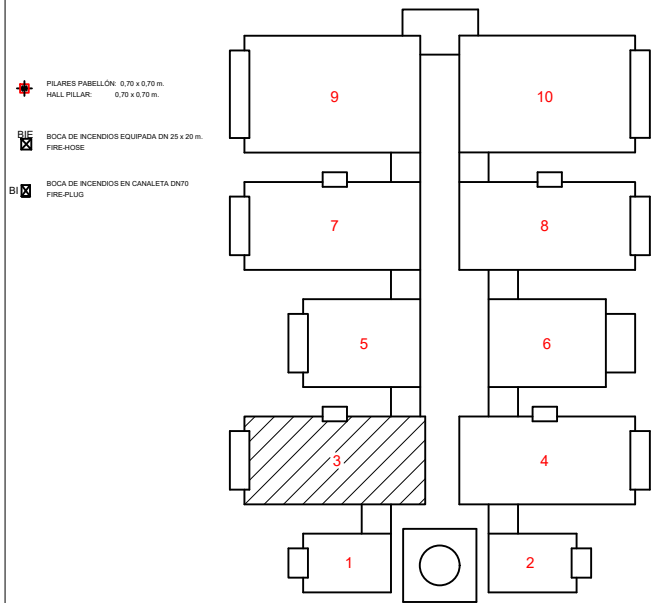 PILARES PABELLÓN: 0,70 x 0,70 m.
HALL PILLAR: 0,70 x 0,70 m.
BIE
BOCA DE INCENDIOS EQUIPADA DN 25 x 20 m.
FIRE-HOSE
BI
BOCA DE INCENDIOS EN CANALETA DN70
FIRE-PLUG
9
10
7
8
5
6
3
4
1
2